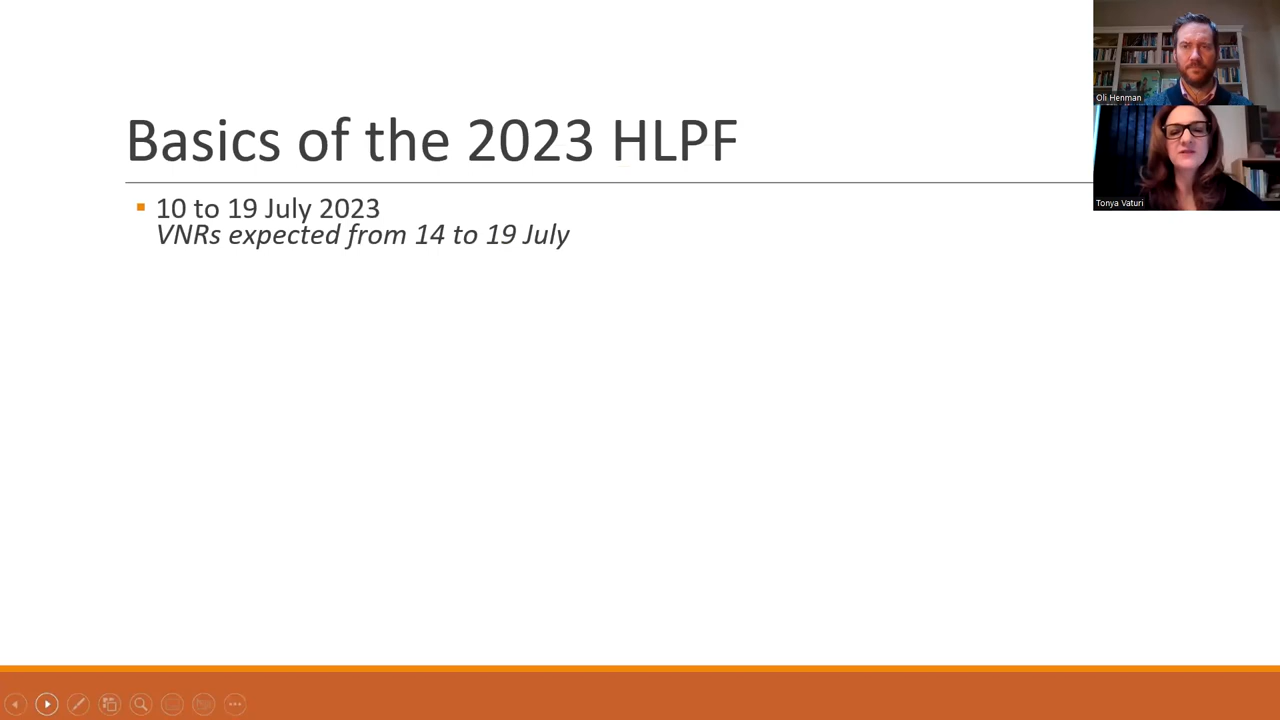 Basics of the 2023 HLPF
10 to 19 July 2023
VNRs expected from 14 to 19 July
Oli Henman
Tonya Vaturi